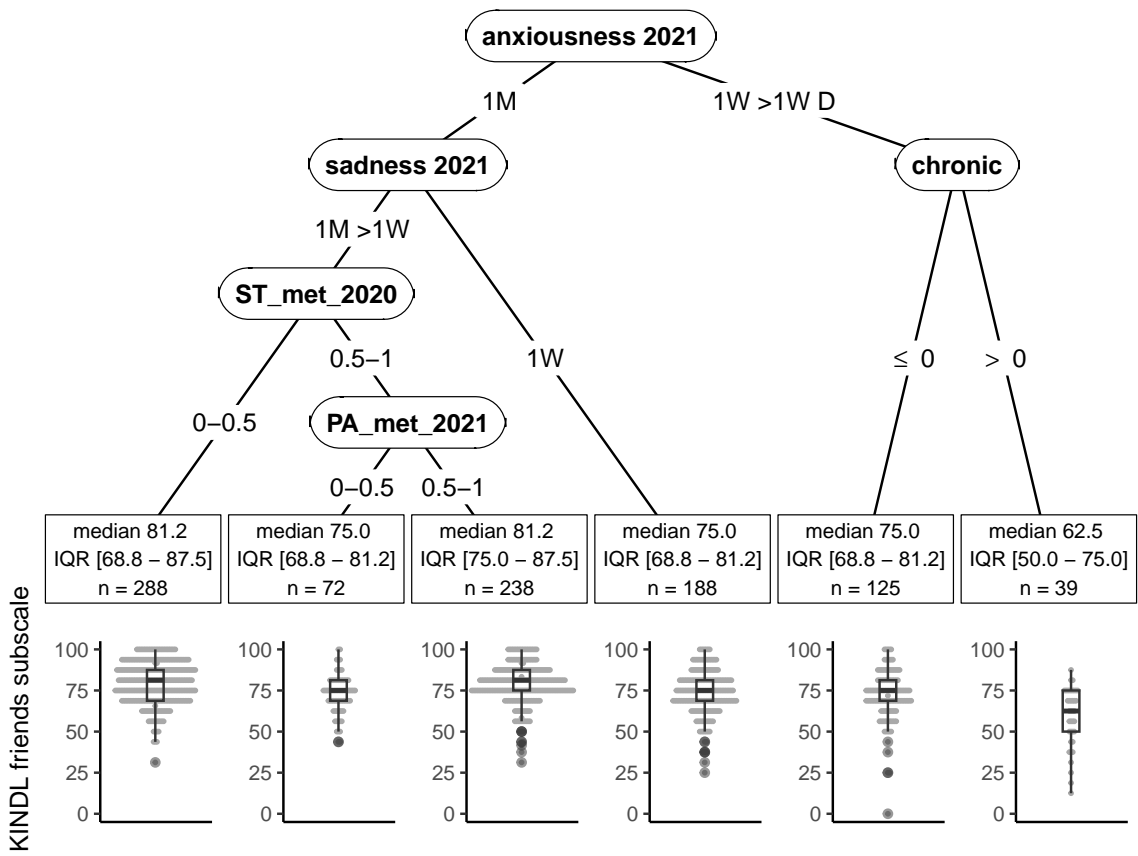 anxiousness 2021
1M
1W >1W D
sadness 2021
chronic
1M >1W
ST_met_2020
0.5−1
1W
≤ 0
> 0
0−0.5
PA_met_2021
0−0.5
0.5−1
median 81.2
IQR [68.8 − 87.5]
n = 288
median 75.0
IQR [68.8 − 81.2]
n = 72
median 81.2
IQR [75.0 − 87.5]
n = 238
median 75.0
IQR [68.8 − 81.2]
n = 188
median 75.0
IQR [68.8 − 81.2]
n = 125
median 62.5
IQR [50.0 − 75.0]
n = 39
KINDL friends subscale
100
75
50
25
0
100
75
50
25
0
100
75
50
25
0
100
75
50
25
0
100
75
50
25
0
100
75
50
25
0